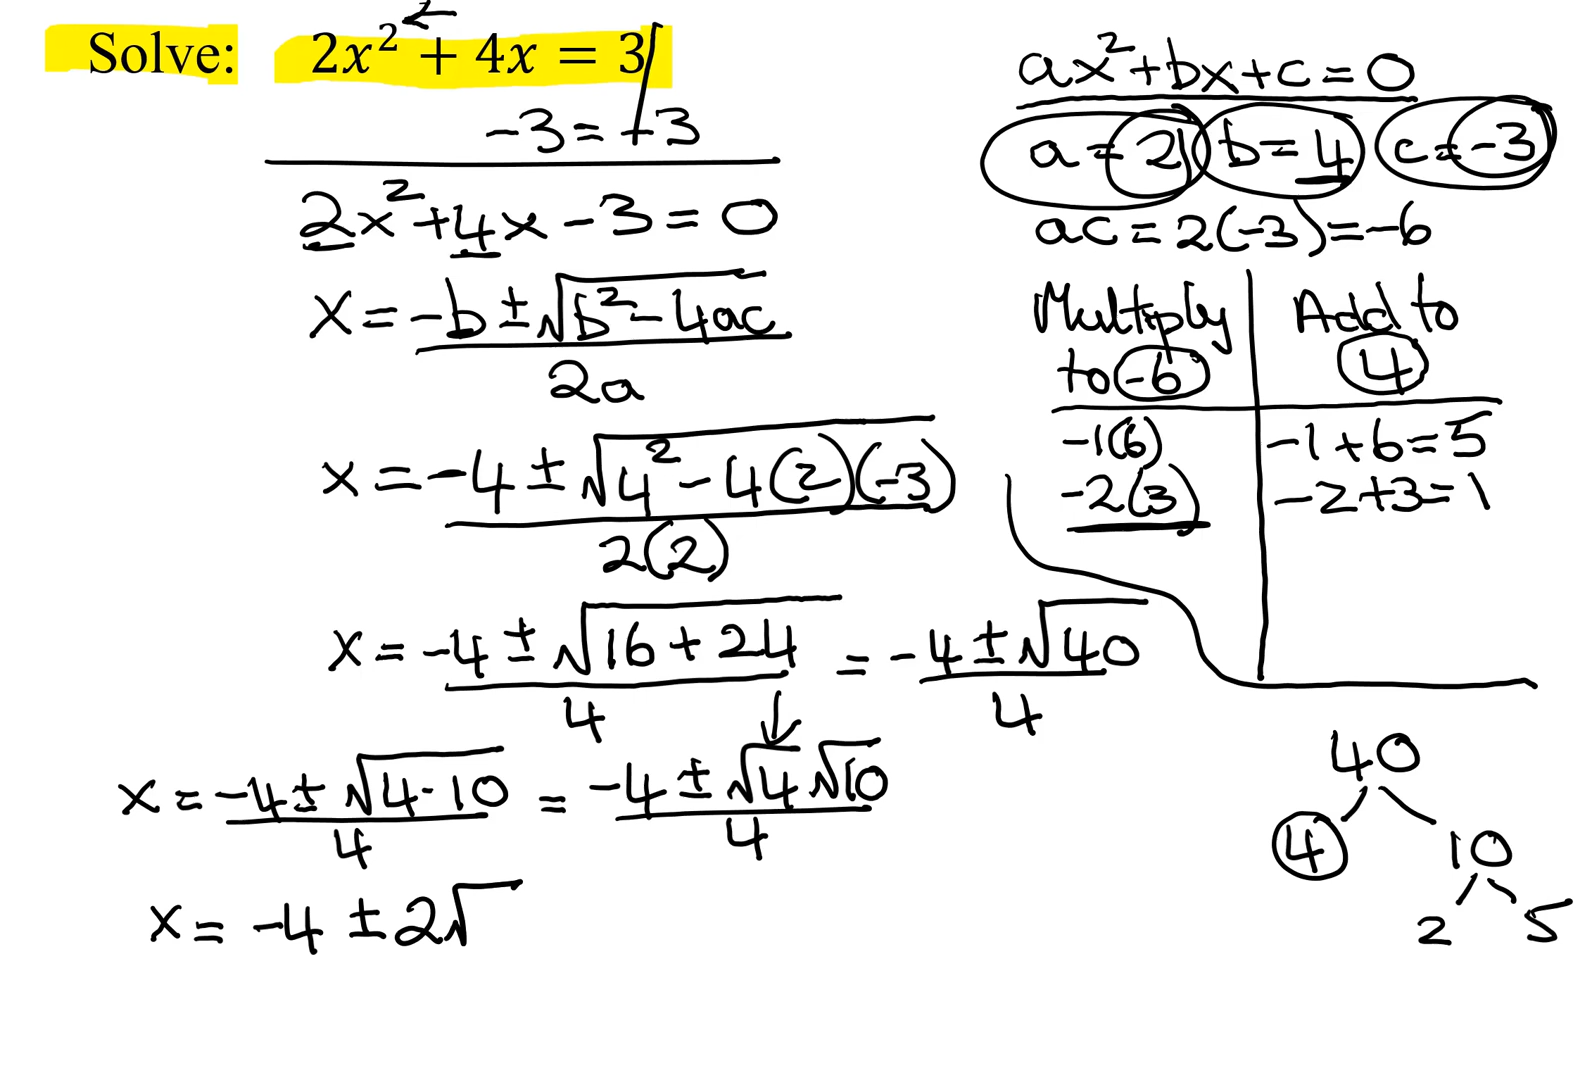 Solve: 2x² + 4x = 3
-3 = -3
2x² + 4x - 3 = 0
x = -b ± √b² - 4ac
2a
x = -4 ± √4² - 4(2)(-3)
2(2)
x = -4 ± √16 + 24 = -4 ± √40
4 4
x = -4 ± √4·10 = -4 ± √4 √10
4 4
x = -4 ± 2√
ax² + bx + c = 0
a = 2 b = 4 c = -3
ac = 2(-3) = -6
Multiply Add to
to -6 4
-1(6) -1 + 6 = 5
-2(3) -2 + 3 = 1
40
4 10
2 5